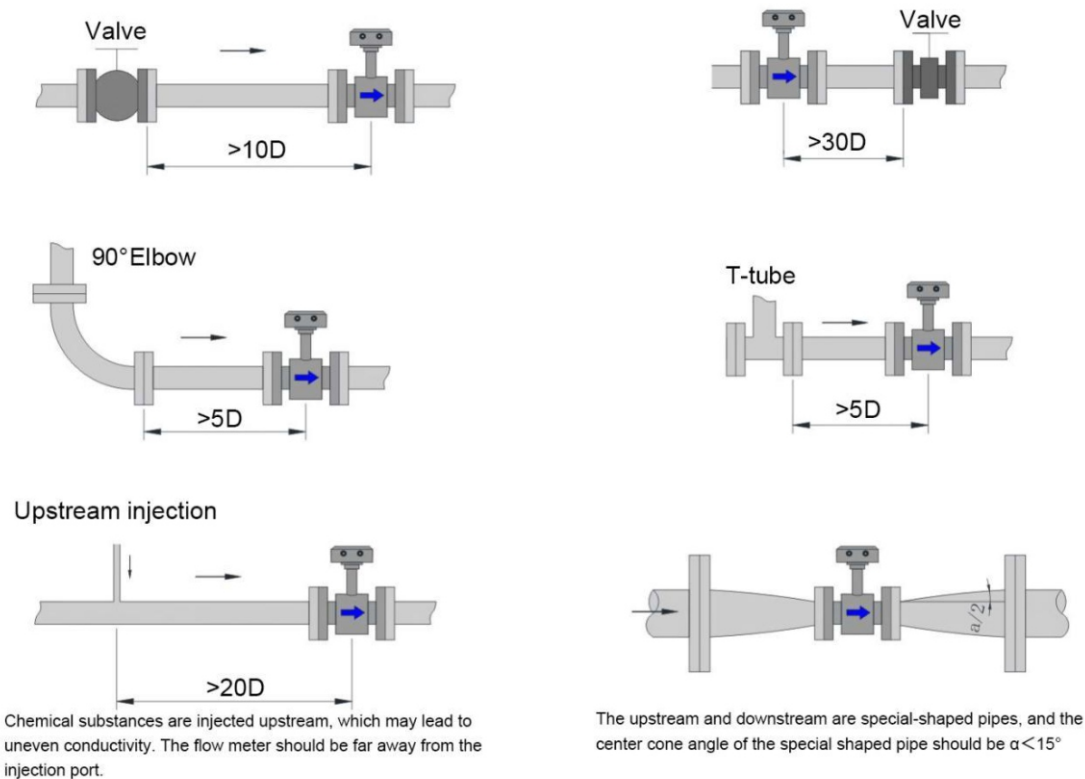 Valve
>10D
Valve
>30D
90°Elbow
>5D
T-tube
>5D
Upstream injection
>20D
Chemical substances are injected upstream, which may lead to
uneven conductivity. The flow meter should be far away from the
injection port.
a/2
The upstream and downstream are special-shaped pipes, and the
center cone angle of the special shaped pipe should be α<15°